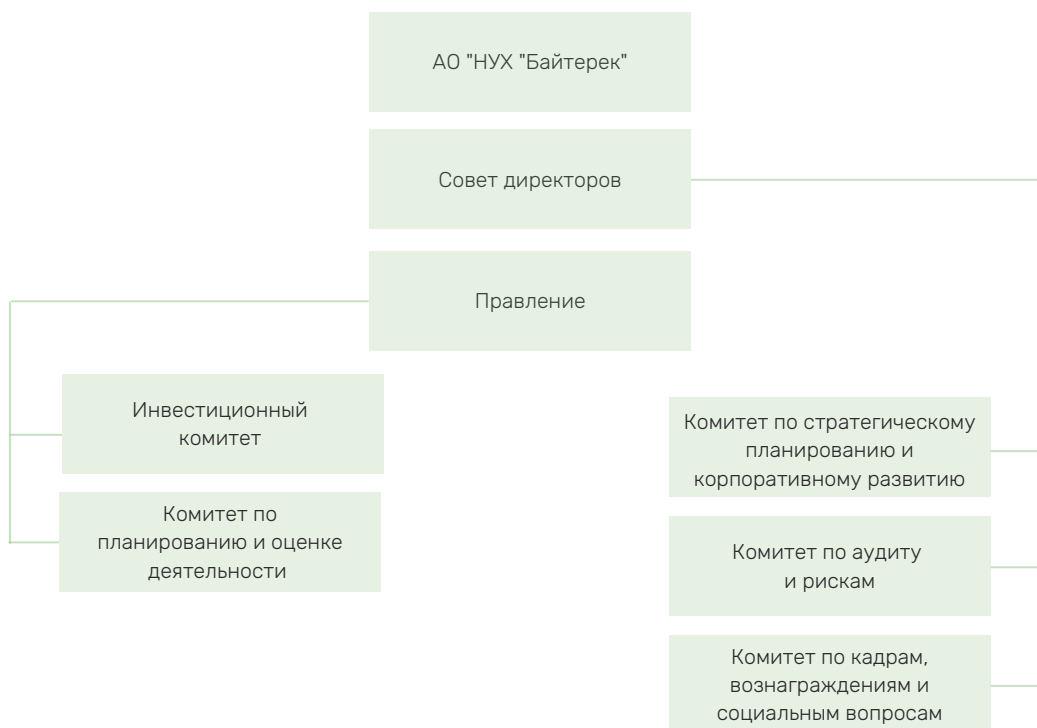 АО "НУХ "Байтерек"
Совет директоров
Правление
Инвестиционный
комитет
Комитет по
планированию и оценке
деятельности
Комитет по стратегическому
планированию и
корпоративному развитию
Комитет по аудиту
и рискам
Комитет по кадрам,
вознаграждениям и
социальным вопросам